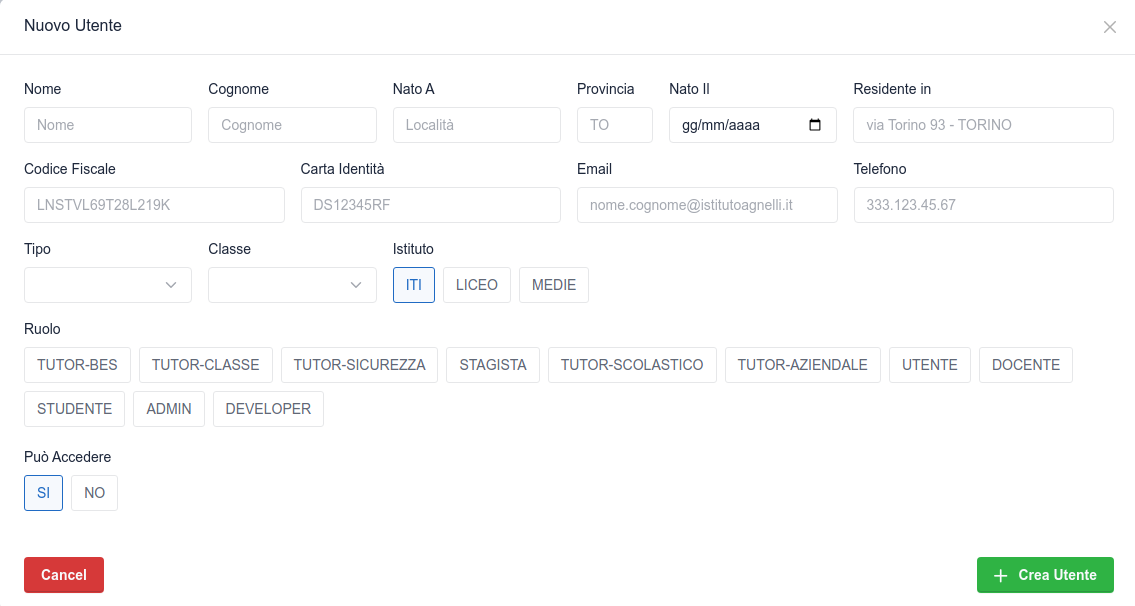 Nuovo Utente
Nome Cognome Nato A Provincia Nato Il Residente in
Nome Cognome Località TO gg/mm/aaaa via Torino 93 - TORINO
Codice Fiscale Carta Identità Email Telefono
LNSTVL69T28L219K DS12345RF nome.cognome@istitutoagnelli.it 333.123.45.67
Tipo Classe Istituto
ITI LICEO MEDIE
Ruolo
TUTOR-BES TUTOR-CLASSE TUTOR-SICUREZZA STAGISTA TUTOR-SCOLASTICO TUTOR-AZIENDALE UTENTE DOCENTE
STUDENTE ADMIN DEVELOPER
Può Accedere
SI NO
Cancel Crea Utente